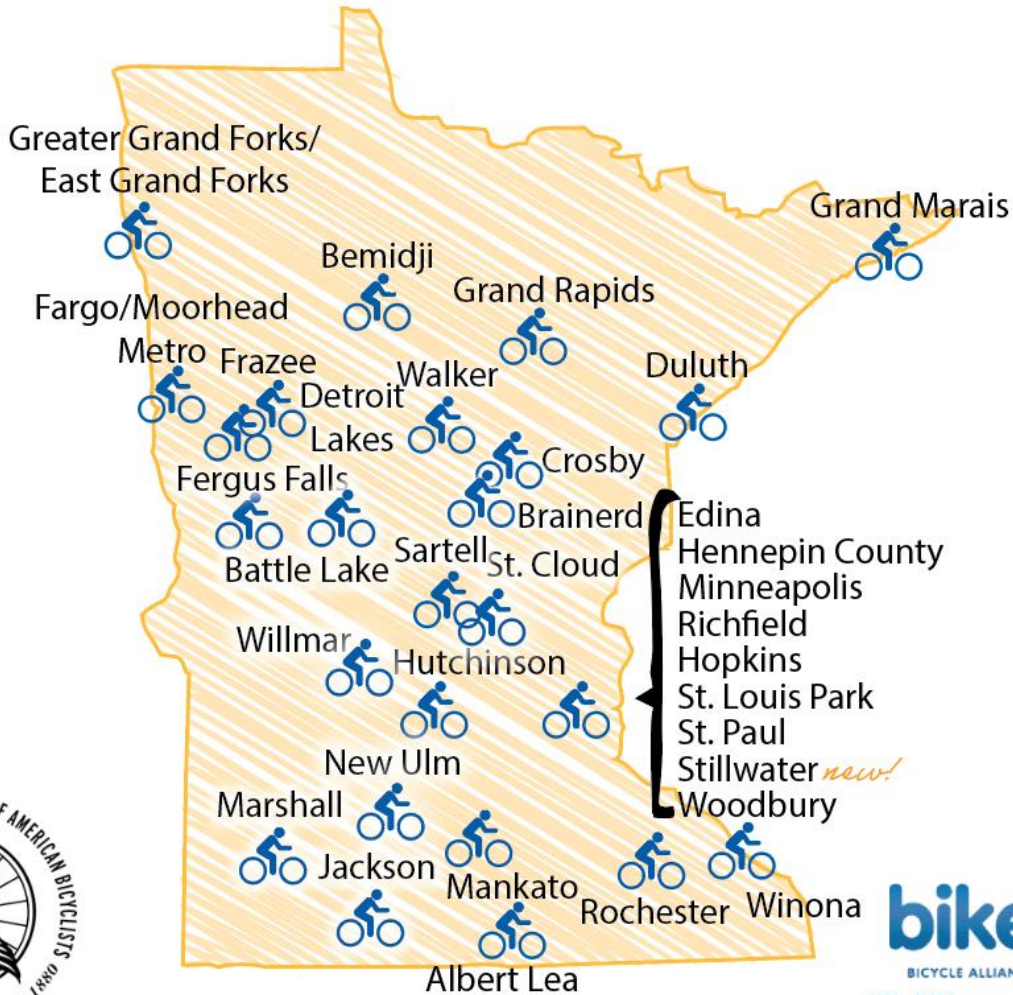 Greater Grand Forks/
East Grand Forks
Grand Marais
Bemidji
Grand Rapids
Fargo/Moorhead
Metro
Frazee
Walker
Duluth
Detroit
Lakes
Crosby
Fergus Falls
Brainerd
Battle Lake
Sartell
St. Cloud
Edina
Hennepin County
Minneapolis
Richfield
Hopkins
St. Louis Park
St. Paul
Stillwater new!
Woodbury
Willmar
Hutchinson
New Ulm
Marshall
Jackson
Mankato
Rochester
Winona
Albert Lea
AMERICAN BICYCLISTS
1880
bike
BICYCLE